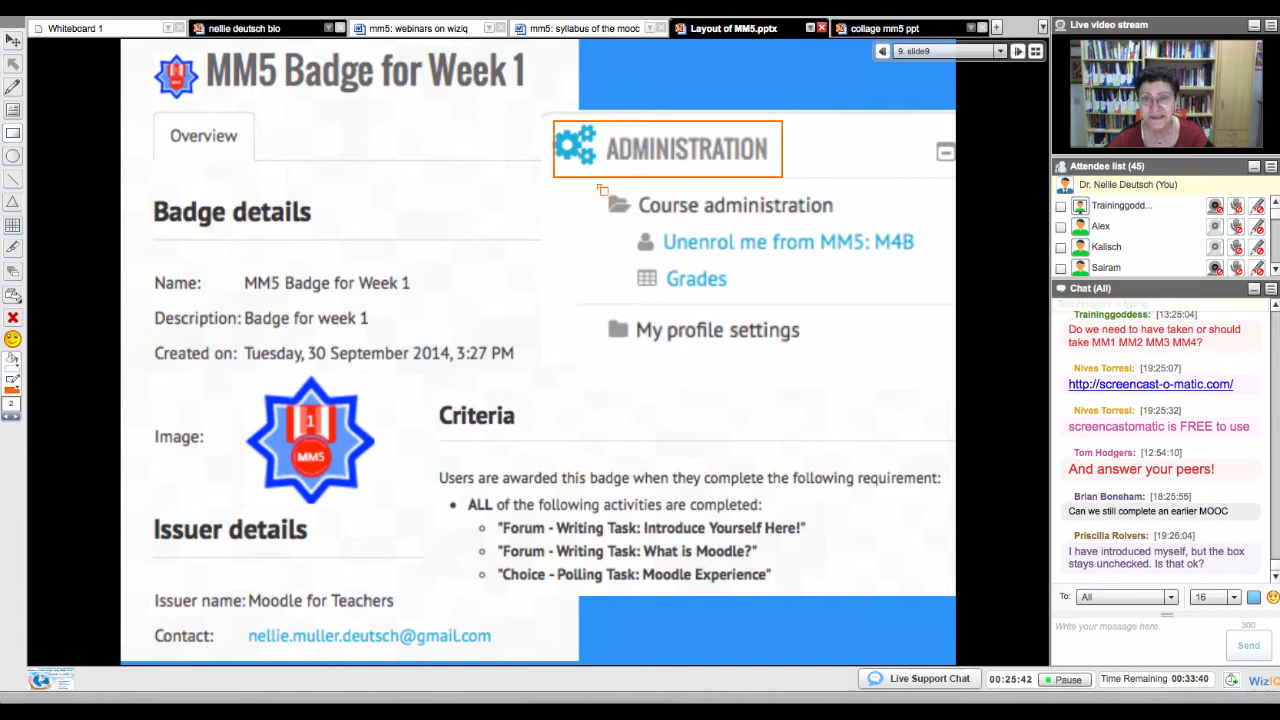 Whiteboard 1
nellie deutsch bio
mm5: webinars on wiziq
mm5: syllabus of the mooc
Layout of MM5.pptx
collage mm5 ppt
9. slide9
MM5 Badge for Week 1
Overview
Badge details
Name: MM5 Badge for Week 1
Description: Badge for week 1
Created on: Tuesday, 30 September 2014, 3:27 PM
Image:
1
MM5
Issuer details
Issuer name: Moodle for Teachers
Contact: nellie.muller.deutsch@gmail.com
ADMINISTRATION
Course administration
Unenrol me from MM5: M4B
Grades
My profile settings
Criteria
Users are awarded this badge when they complete the following requirement:
• ALL of the following activities are completed:
"Forum - Writing Task: Introduce Yourself Here!"
"Forum - Writing Task: What is Moodle?"
"Choice - Polling Task: Moodle Experience"
2
Live video stream
Attendee list (45)
Dr. Nellie Deutsch (You)
Traininggodd...
Alex
Kalisch
Sairam
Chat (All)
Tom Hodgers is typing
Traininggoddess: [13:25:04]
Do we need to have taken or should
take MM1 MM2 MM3 MM4?
Nives Torresi: [19:25:07]
http://screencast-o-matic.com/
Nives Torresi: [19:25:32]
screencastomatic is FREE to use
Tom Hodgers: [12:54:10]
And answer your peers!
Brian Boneham: [18:25:55]
Can we still complete an earlier MOOC
Priscilla Rolvers: [19:26:04]
I have introduced myself, but the box
stays unchecked. Is that ok?
To: All 16
Write your message here.
300
Send
Live Support Chat
00:25:42
Pause
Time Remaining 00:33:40
WizIQ